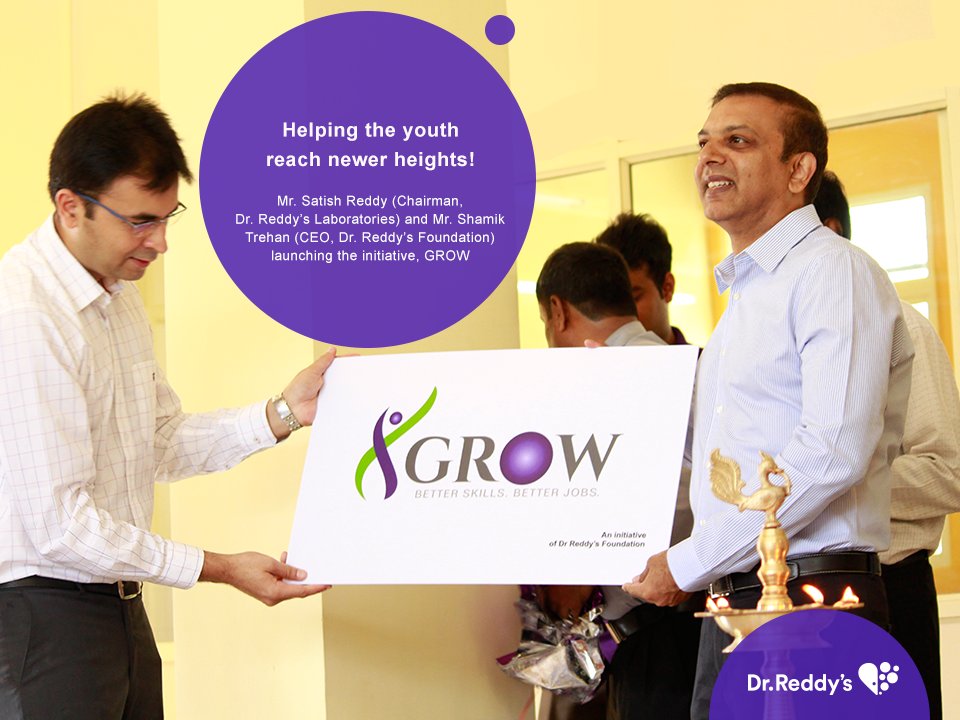 Helping the youth
reach newer heights!
Mr. Satish Reddy (Chairman,
Dr. Reddy's Laboratories) and Mr. Shamik
Trehan (CEO, Dr. Reddy's Foundation)
launching the initiative, GROW
GROW
BETTER SKILLS. BETTER JOBS.
An initiative
of Dr Reddy's Foundation
Dr.Reddy's